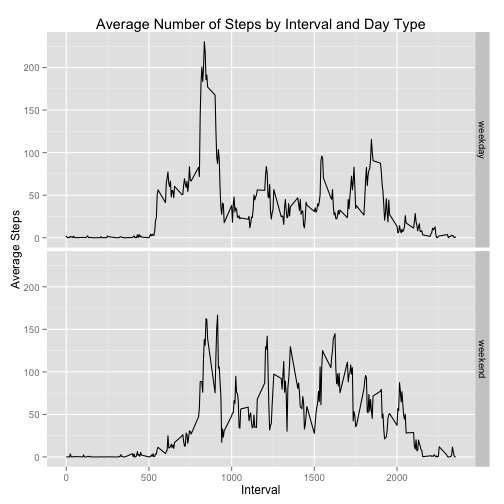 Average Number of Steps by Interval and Day Type
Average Steps
200
150
100
50
0
weekday
200
150
100
50
0
weekend
0 500 1000 1500 2000
Interval